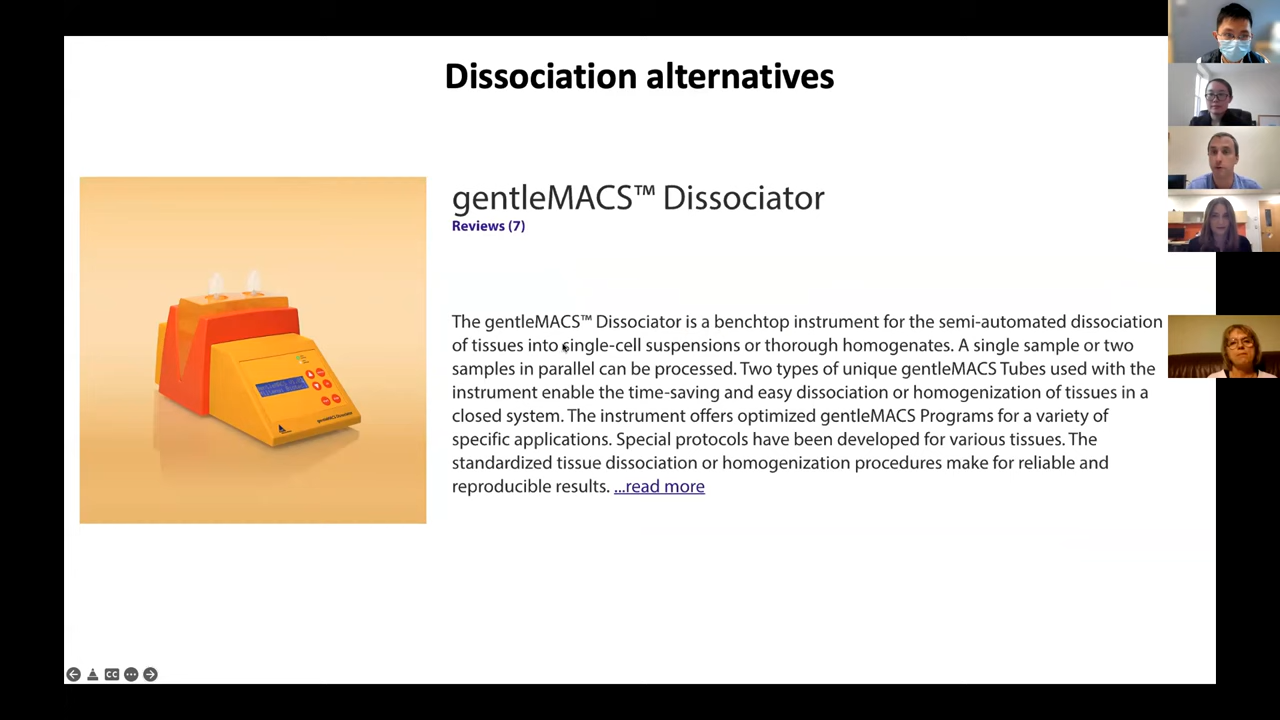 Dissociation alternatives
gentleMACS™ Dissociator
Reviews (7)
The gentleMACS™ Dissociator is a benchtop instrument for the semi-automated dissociation
of tissues into single-cell suspensions or thorough homogenates. A single sample or two
samples in parallel can be processed. Two types of unique gentleMACS Tubes used with the
instrument enable the time-saving and easy dissociation or homogenization of tissues in a
closed system. The instrument offers optimized gentleMACS Programs for a variety of
specific applications. Special protocols have been developed for various tissues. The
standardized tissue dissociation or homogenization procedures make for reliable and
reproducible results. ...read more
gentleMACS Dissociator
CC